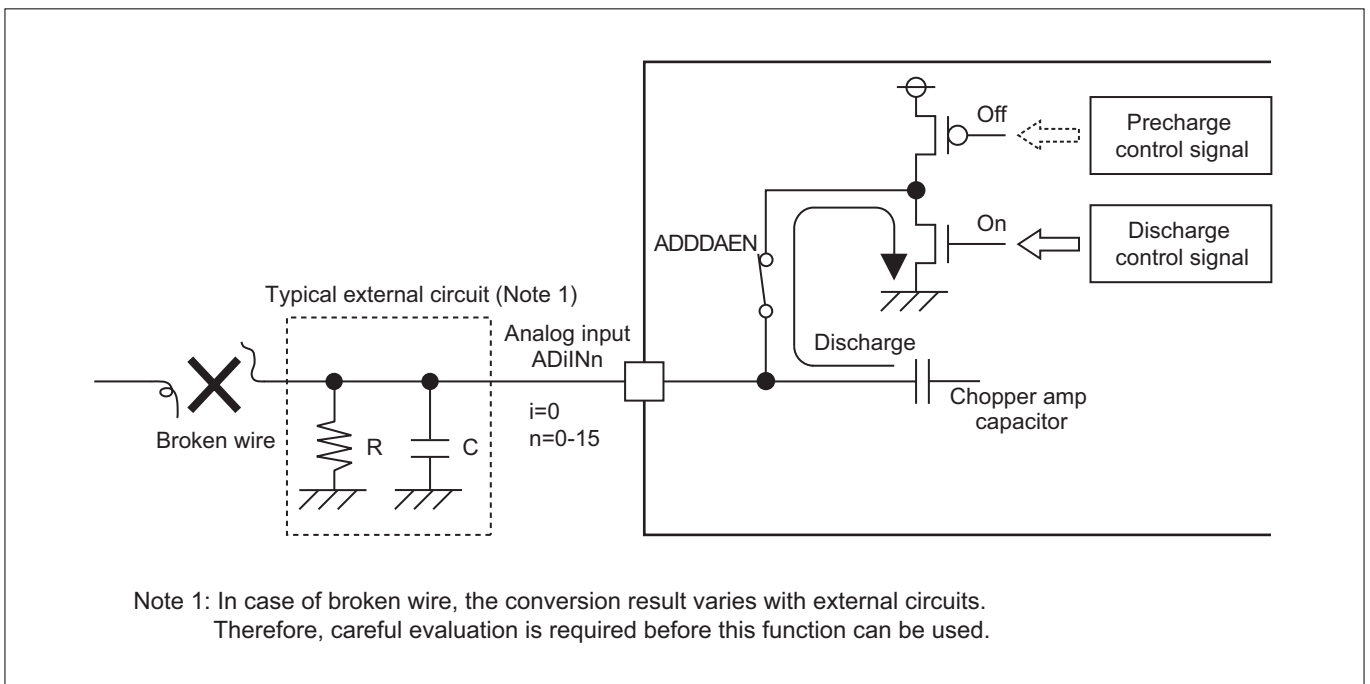 Off
Precharge
control signal
On
Discharge
control signal
ADDDAEN
Typical external circuit (Note 1)
Analog input
ADiINn
Discharge
Chopper amp
capacitor
i=0
n=0-15
Broken wire
R
C
Note 1: In case of broken wire, the conversion result varies with external circuits.
Therefore, careful evaluation is required before this function can be used.